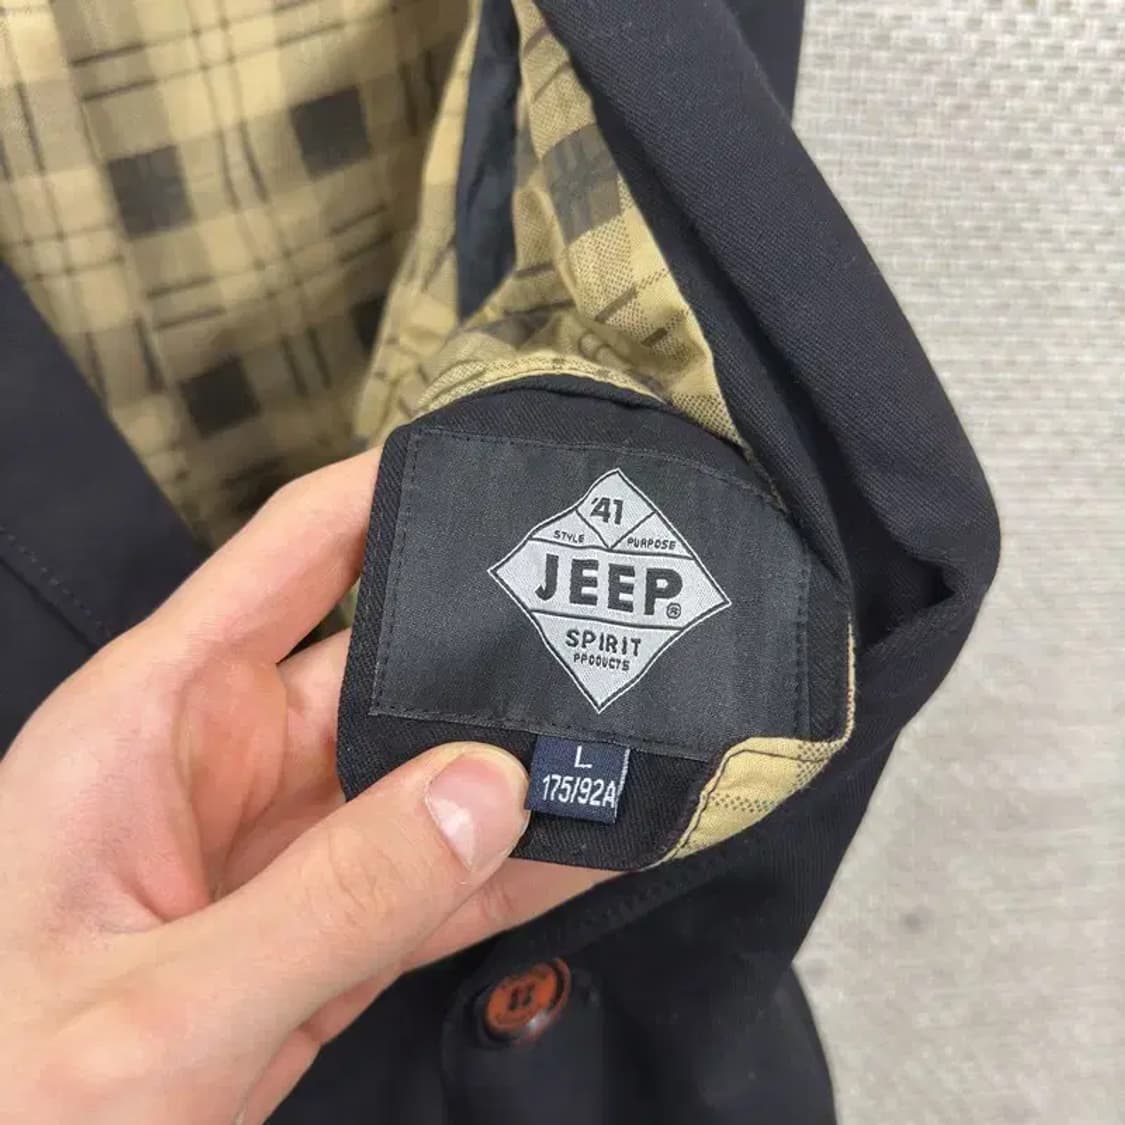 '41
STYLE PURPOSE
JEEP®
SPIRIT
PPODUCTS
L
175/92A